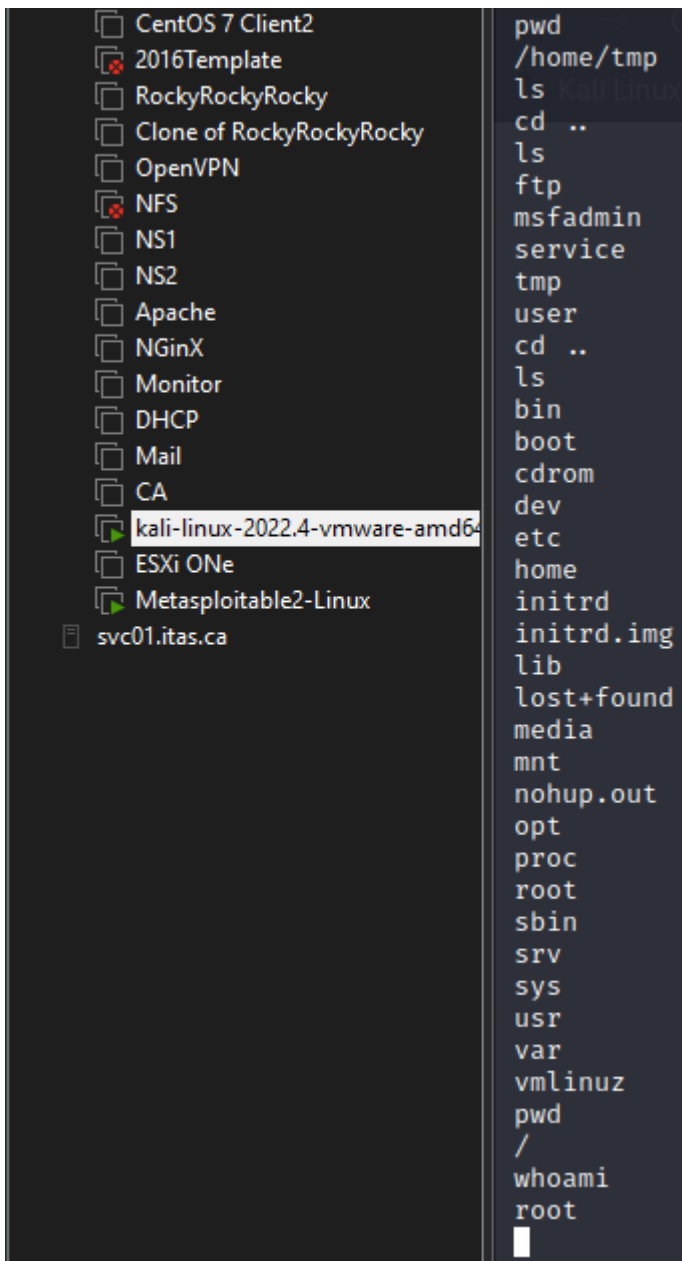 CentOS 7 Client2
2016Template
RockyRockyRocky
Clone of RockyRockyRocky
OpenVPN
NFS
NS1
NS2
Apache
NGinX
Monitor
DHCP
Mail
CA
kali-linux-2022.4-vmware-amd64
ESXi ONe
Metasploitable2-Linux
svc01.itas.ca
pwd
/home/tmp
ls
Kali Linux
cd ..
ls
ftp
msfadmin
service
tmp
user
cd ..
ls
bin
boot
cdrom
dev
etc
home
initrd
initrd.img
lib
lost+found
media
mnt
nohup.out
opt
proc
root
sbin
srv
sys
usr
var
vmlinuz
pwd
/
whoami
root